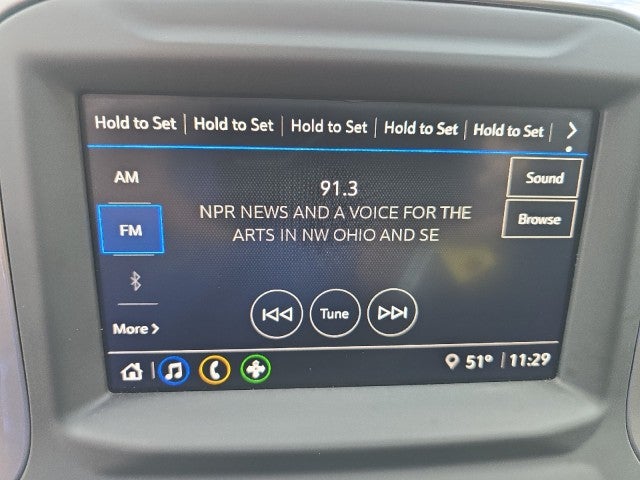 Hold to Set Hold to Set Hold to Set Hold to Set Hold to Set
AM
Sound
91.3
NPR NEWS AND A VOICE FOR THE
ARTS IN NW OHIO AND SE
FM
Browse
Tune
More
51° 11:29